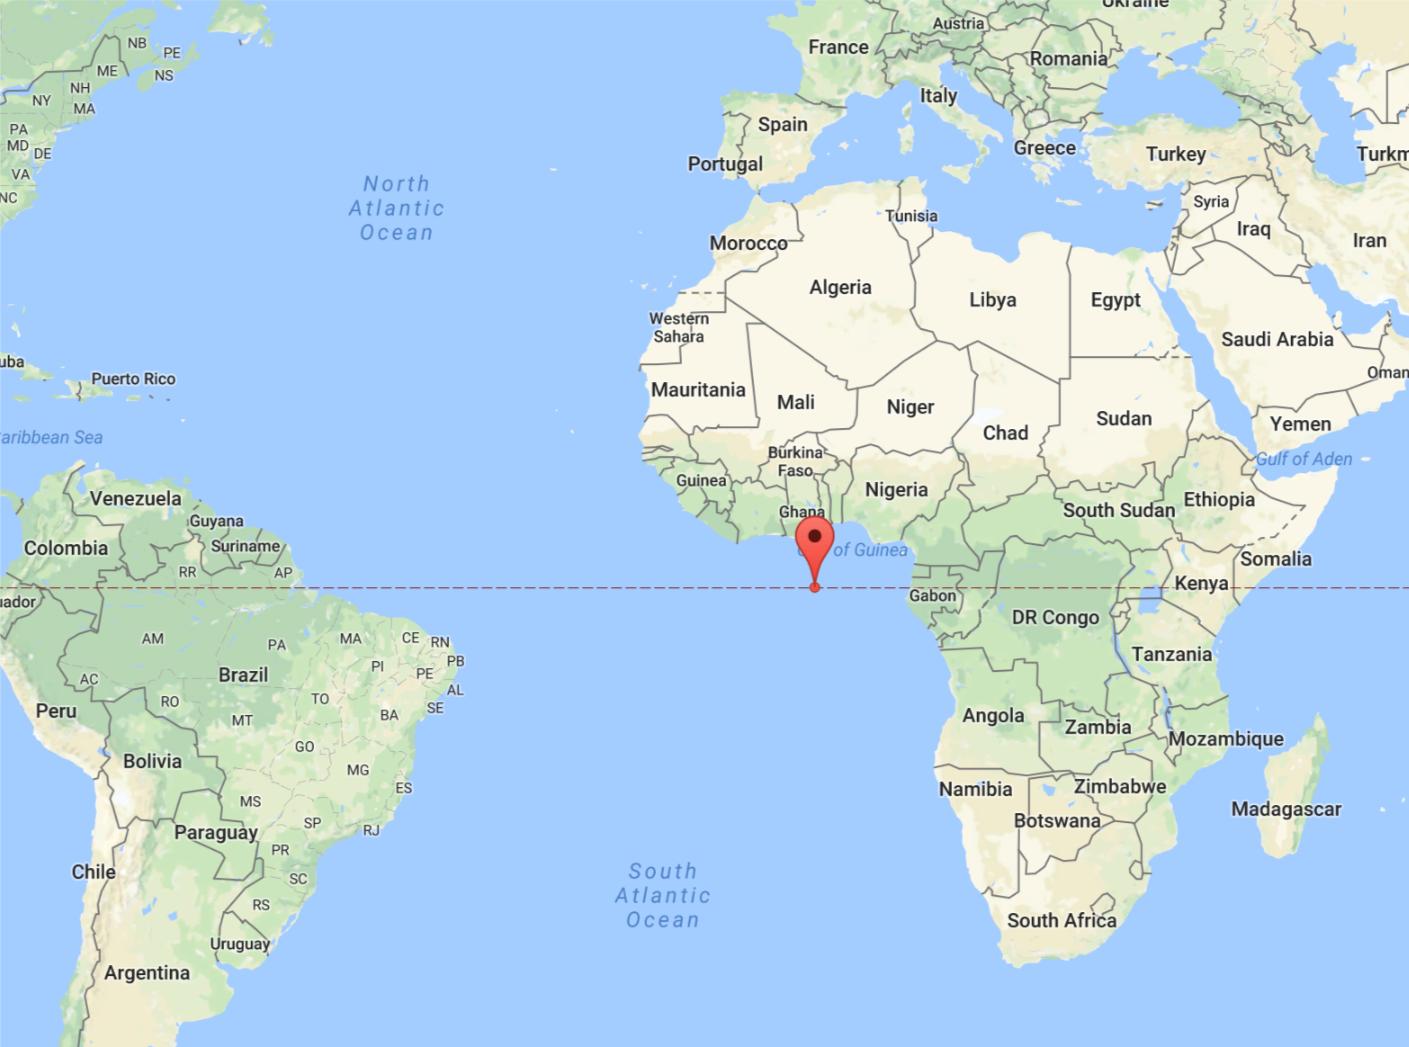 Ukraine
NB
Austria
PE
France
Romania
ME
NS
NH
Italy
NY
MA
Spain
PA
MD
DE
Greece
Turkey
Turkm
Portugal
VA
North
Atlantic
Ocean
NC
Syria
Tunisia
Iraq
Iran
Morocco
Algeria
Libya
Egypt
Western
Sahara
Saudi Arabia
uba
Puerto Rico
Oman
Mauritania
Mali
Niger
Chad
Sudan
Yemen
aribbean Sea
Burkina
Faso
Gulf of Aden
Guinea
Nigeria
Venezuela
Ethiopia
Ghana
South Sudan
Guyana
Colombia
Suriname
of Guinea
Somalia
RR
AP
Kenya
uador
Gabon
DR Congo
AM
PA
MA
CE
RN
Tanzania
PI
PB
Brazil
PE
AC
AL
RO
TO
SE
Peru
MT
BA
Angola
Zambia
GO
Mozambique
Bolivia
MG
ES
Namibia
Zimbabwe
MS
Madagascar
SP
RJ
Botswana
Paraguay
PR
Chile
SC
South
Atlantic
Ocean
RS
South Africa
Uruguay
Argentina